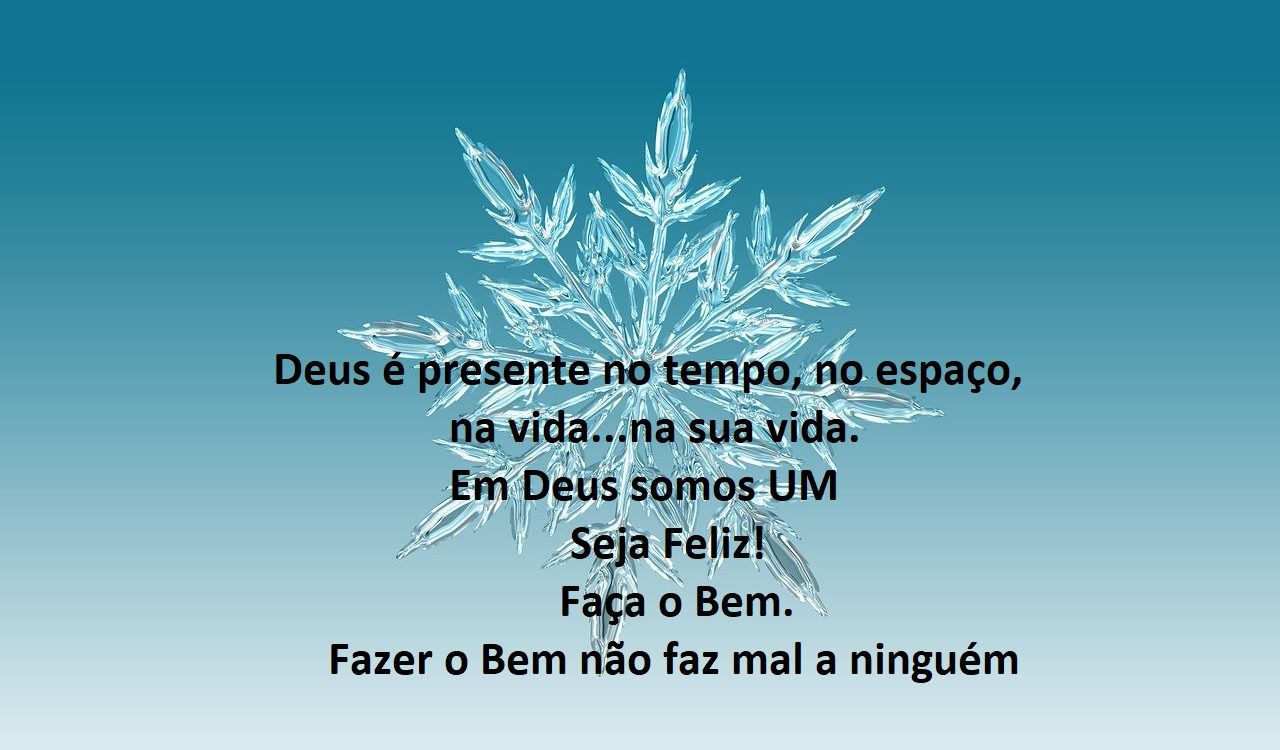 Deus é presente no tempo, no espaço,
na vida...na sua vida.
Em Deus somos UM
Seja Feliz!
Faça o Bem.
Fazer o Bem não faz mal a ninguém